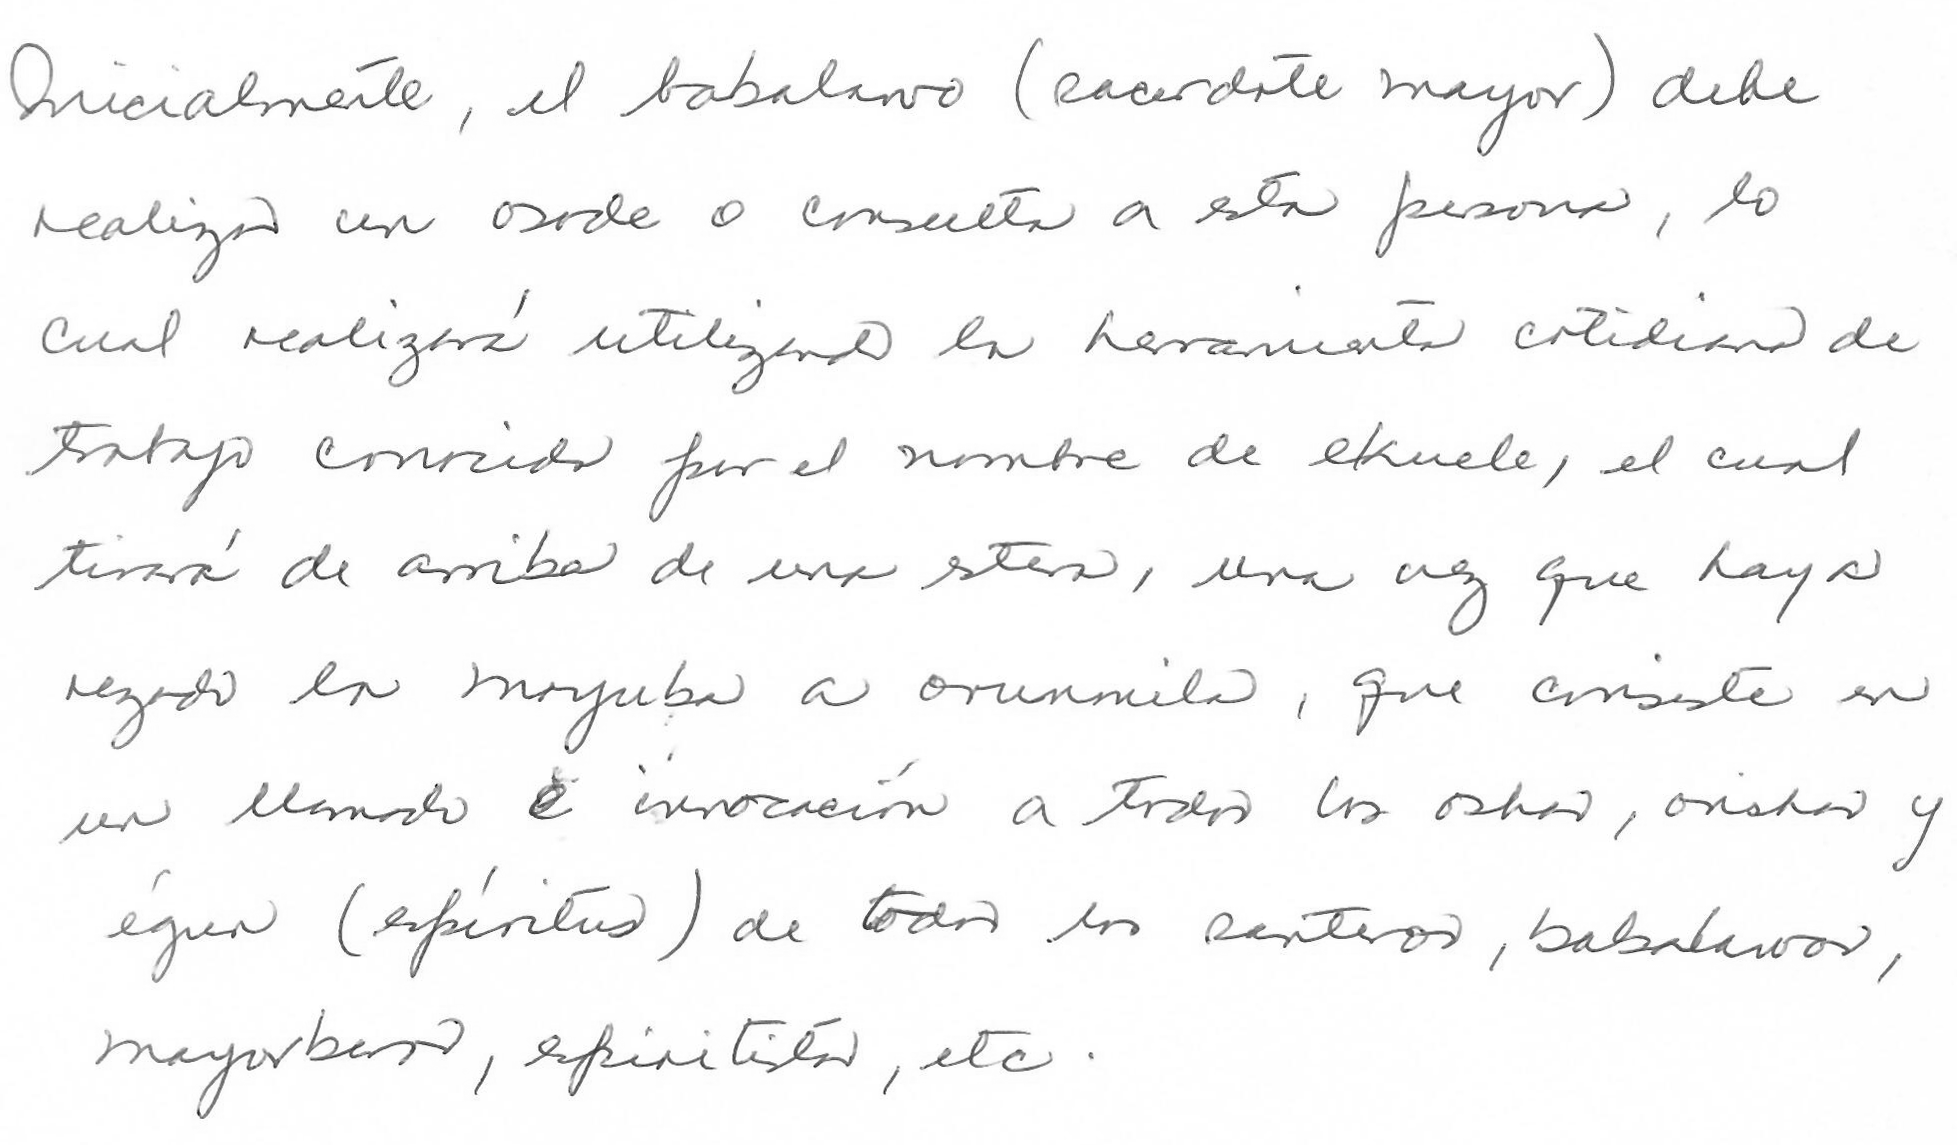 Inicialmente, el babalawo (sacerdote mayor) debe
realizar un osode o consulta a esta persona, lo
cual realizará utilizando la herramienta cotidiana de
trabajo conocida por el nombre de ekuele, el cual
tirará de arriba de una estera, una vez que haya
rezado la moyuba a orunmila, que consiste en
un llamado e invocación a todos los oshas, orishas y
égun (espíritus) de todos los santeros, babalawos,
mayorberos, espiritistas, etc.